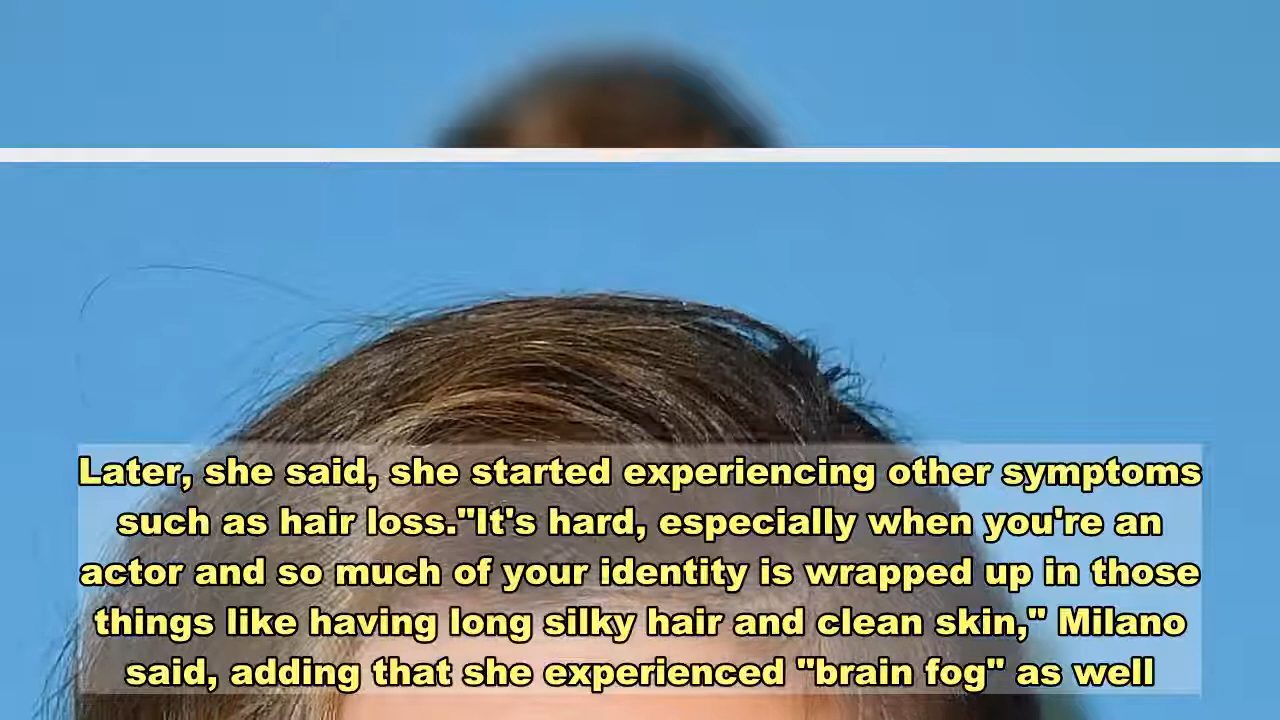 Later, she said, she started experiencing other symptoms
such as hair loss."It's hard, especially when you're an
actor and so much of your identity is wrapped up in those
things like having long silky hair and clean skin," Milano
said, adding that she experienced "brain fog" as well